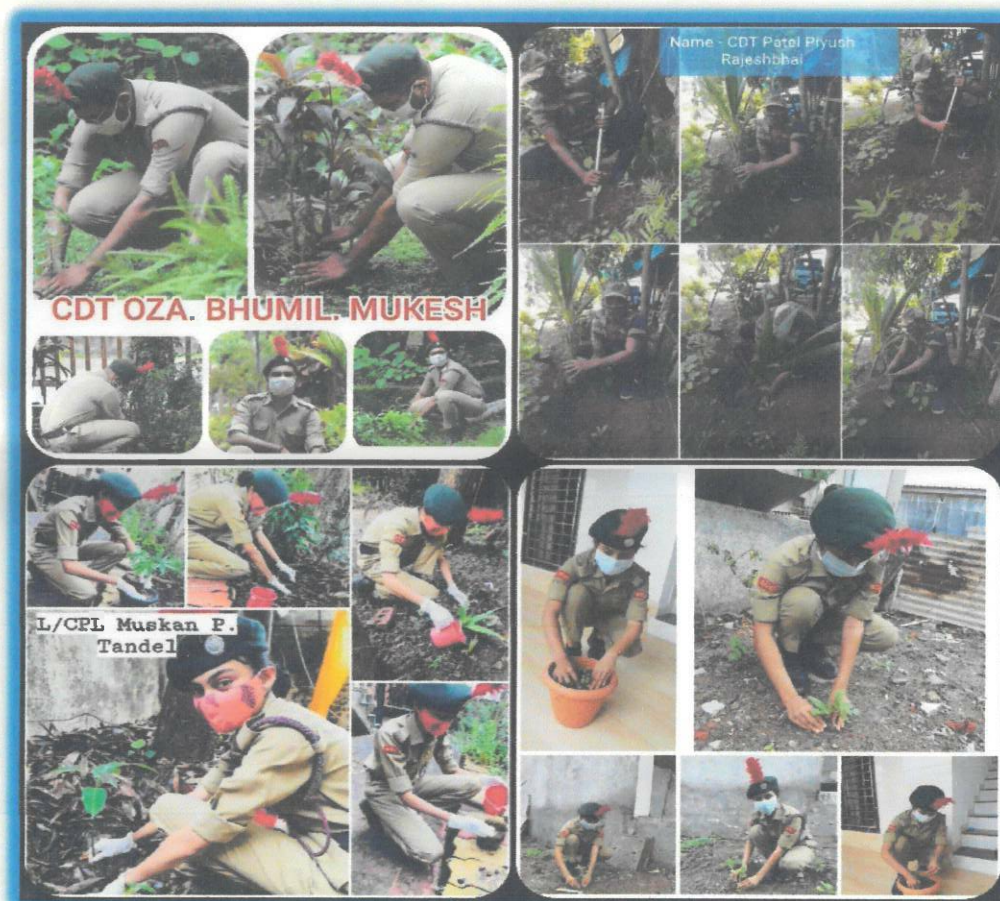 Name - CDT Patel Piyush
Rajeshbhai
CDT OZA. BHUMIL. MUKESH
L/CPL Muskan P.
Tandel